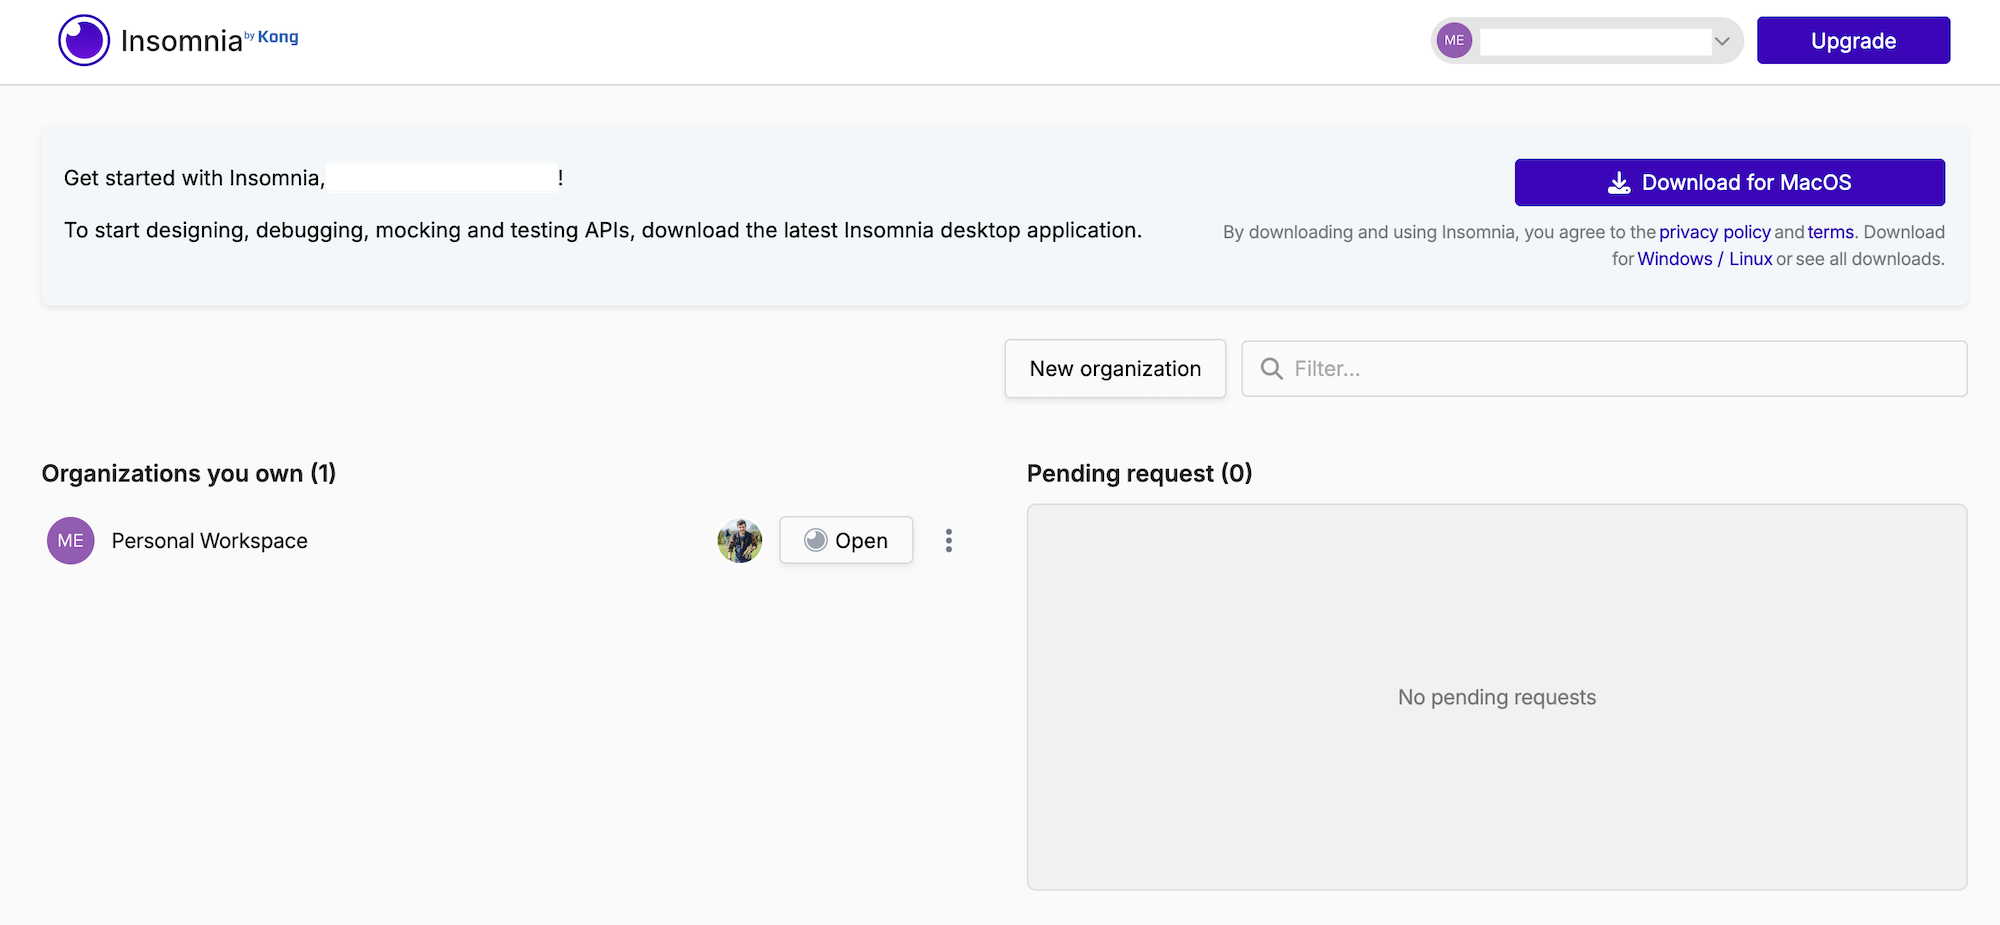 Insomnia by Kong
ME
Upgrade
Get started with Insomnia, !
To start designing, debugging, mocking and testing APIs, download the latest Insomnia desktop application.
Download for MacOS
By downloading and using Insomnia, you agree to the privacy policy and terms. Download
for Windows / Linux or see all downloads.
New organization
Filter...
Organizations you own (1)
ME
Personal Workspace
Open
Pending request (0)
No pending requests